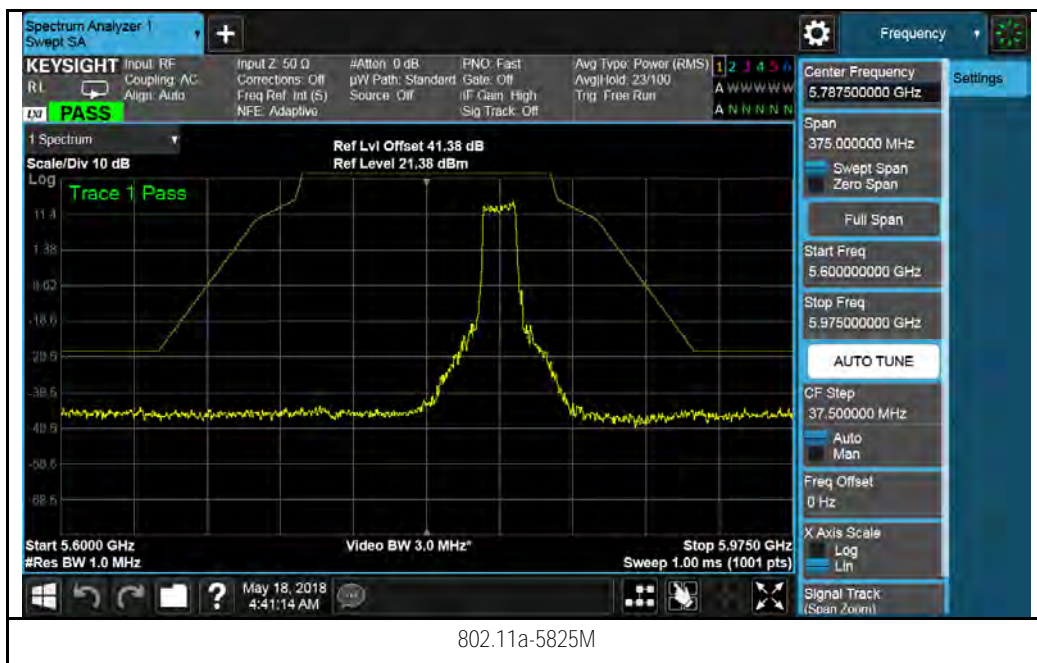 Spectrum Analyzer 1
Swept SA
+
Frequency
KEYSIGHT
Input: RF
Coupling: AC
Align: Auto
Input Z: 50 Ω
Corrections: Off
Freq Ref: Int (S)
NFE: Adaptive
#Atten: 0 dB
µW Path: Standard
Source: Off
PNO: Fast
Gate: Off
IF Gain: High
Sig Track: Off
Avg Type: Power (RMS)
Avg|Hold: 23/100
Trig: Free Run
1 2 3 4 5 6
A W W W W W
A N N N N N
RL
LXI PASS
Center Frequency
5.787500000 GHz
Settings
Span
375.000000 MHz
Swept Span
Zero Span
Full Span
Start Freq
5.600000000 GHz
Stop Freq
5.975000000 GHz
AUTO TUNE
CF Step
37.500000 MHz
Auto
Man
Freq Offset
0 Hz
X Axis Scale
Log
Lin
Signal Track
(Span Zoom)
1 Spectrum
Scale/Div 10 dB
Ref Lvl Offset 41.38 dB
Ref Level 21.38 dBm
Log
Trace 1 Pass
11.4
1.38
-8.62
-18.6
-28.6
-38.6
-48.6
-58.6
-68.6
Start 5.6000 GHz
#Res BW 1.0 MHz
Video BW 3.0 MHz*
Stop 5.9750 GHz
Sweep 1.00 ms (1001 pts)
?
May 18, 2018
4:41:14 AM
802.11a-5825M